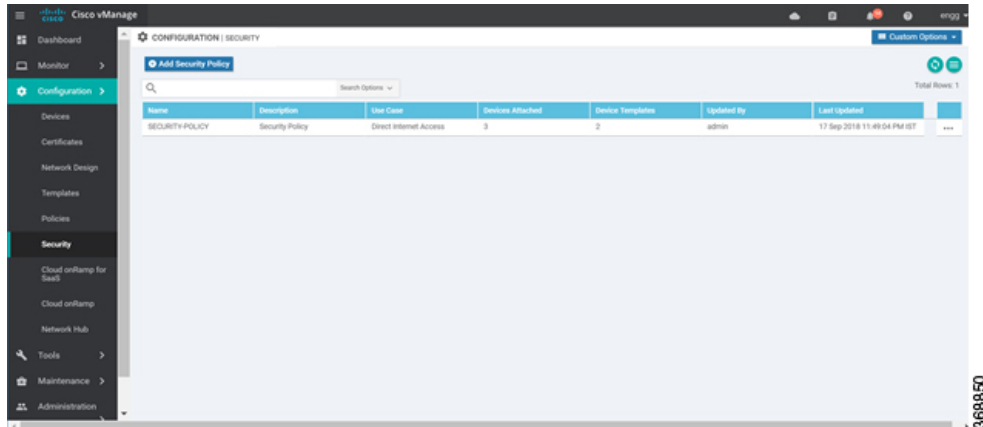 cisco Cisco vManage
engg
Dashboard
Monitor
Configuration
Devices
Certificates
Network Design
Templates
Policies
Security
Cloud onRamp for
SaaS
Cloud onRamp
Network Hub
Tools
Maintenance
Administration
CONFIGURATION | SECURITY
Custom Options
Add Security Policy
Search Options
Total Rows: 1
Name Description Use Case Devices Attached Device Templates Updated By Last Updated
SECURITY-POLICY Security Policy Direct Internet Access 3 2 admin 17 Sep 2018 11:49:04 PM IST
368850